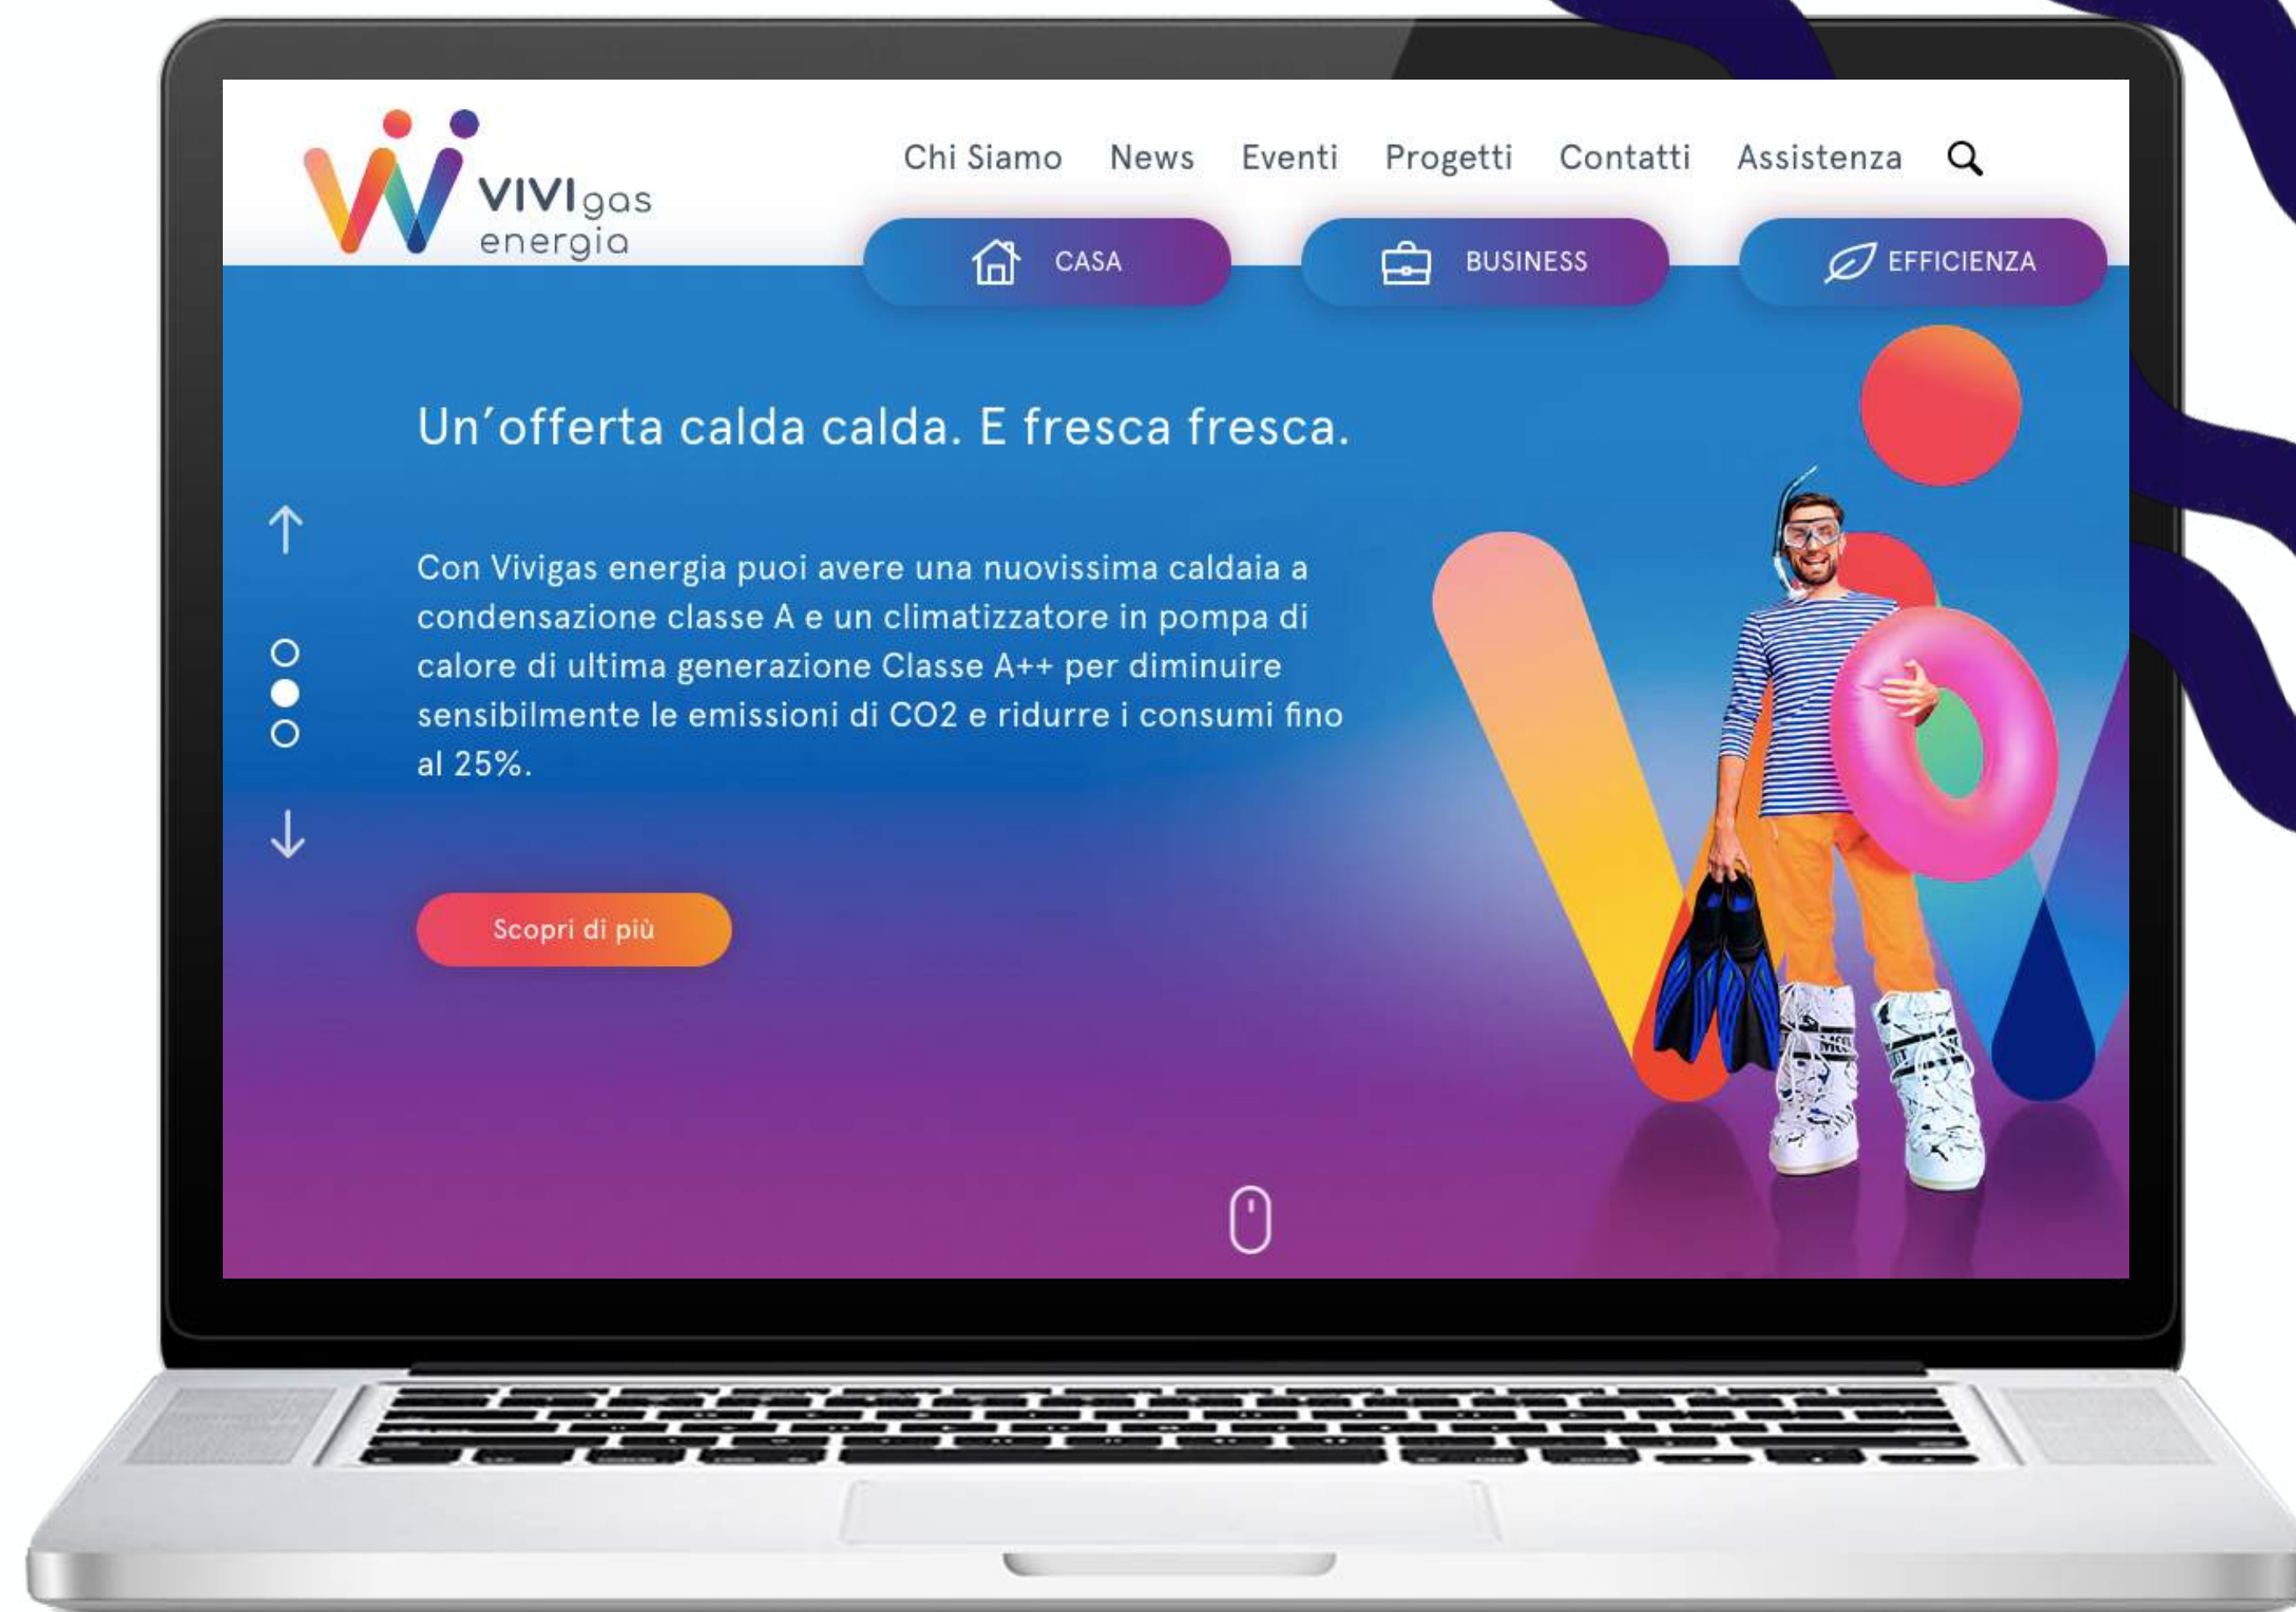 VIVIgas
energia
Chi Siamo News Eventi Progetti Contatti Assistenza
CASA BUSINESS EFFICIENZA
Un'offerta calda calda. E fresca fresca.
Con Vivigas energia puoi avere una nuovissima caldaia a
condensazione classe A e un climatizzatore in pompa di
calore di ultima generazione Classe A++ per diminuire
sensibilmente le emissioni di CO2 e ridurre i consumi fino
al 25%.
Scopri di più